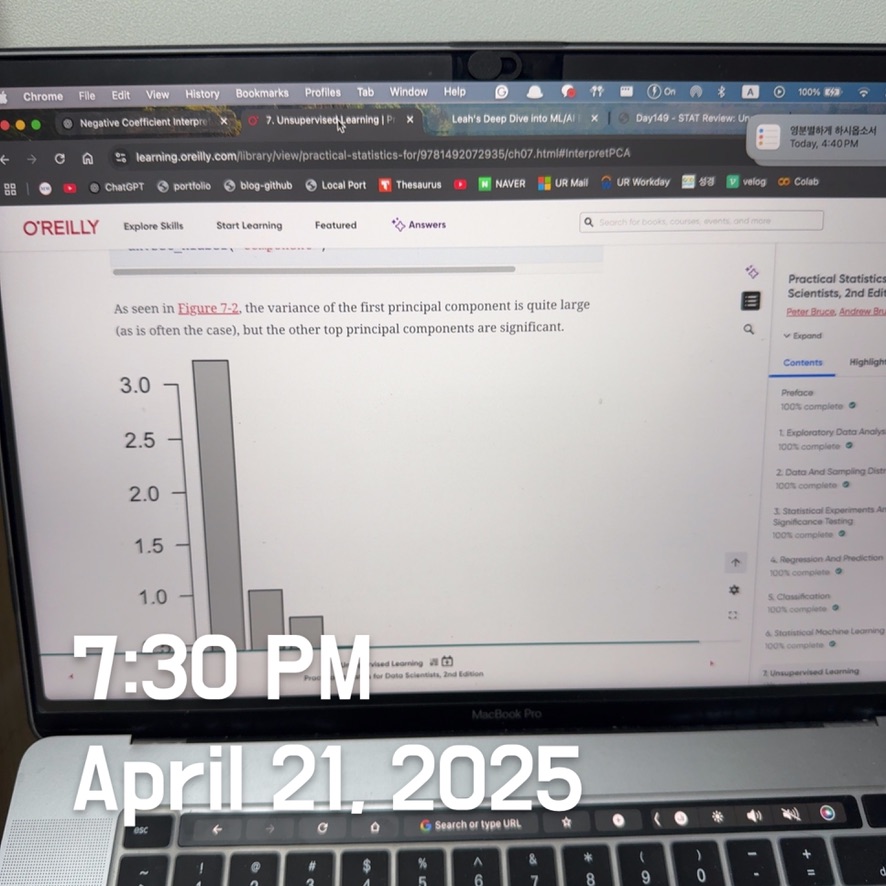 Chrome File Edit View History Bookmarks Profiles Tab Window Help On A 100%
Negative Coefficient Interpre
7. Unsupervised Learning | Pr
Leah's Deep Dive into ML/AI
Day149 - STAT Review: Un
영분별하게 하시옵소서
Today, 4:40 PM
learning.oreilly.com/library/view/practical-statistics-for/9781492072935/ch07.html#InterpretPCA
ChatGPT portfolio blog-github Local Port Thesaurus NAVER UR Mail UR Workday 성경 velog Colab
O'REILLY Explore Skills Start Learning Featured Answers
Search for books, courses, events, and more
As seen in Figure 7-2, the variance of the first principal component is quite large
(as is often the case), but the other top principal components are significant.
3.0
2.5
2.0
1.5
1.0
Practical Statistics
Scientists, 2nd Edit
Peter Bruce, Andrew Bru
Expand
Contents Highligh
Preface
100% complete
1. Exploratory Data Analys
100% complete
2. Data And Sampling Distr
100% complete
3. Statistical Experiments An
Significance Testing
100% complete
4. Regression And Prediction
100% complete
5. Classification
100% complete
6. Statistical Machine Learning
100% complete
7. Unsupervised Learning
vised Learning
Prac for Data Scientists, 2nd Edition
7:30 PM
MacBook Pro
April 21, 2025
esc
Search or type URL
~ ! @ # $ % ^ & * ( ) _ +
5 6 7 8 9 0 - =